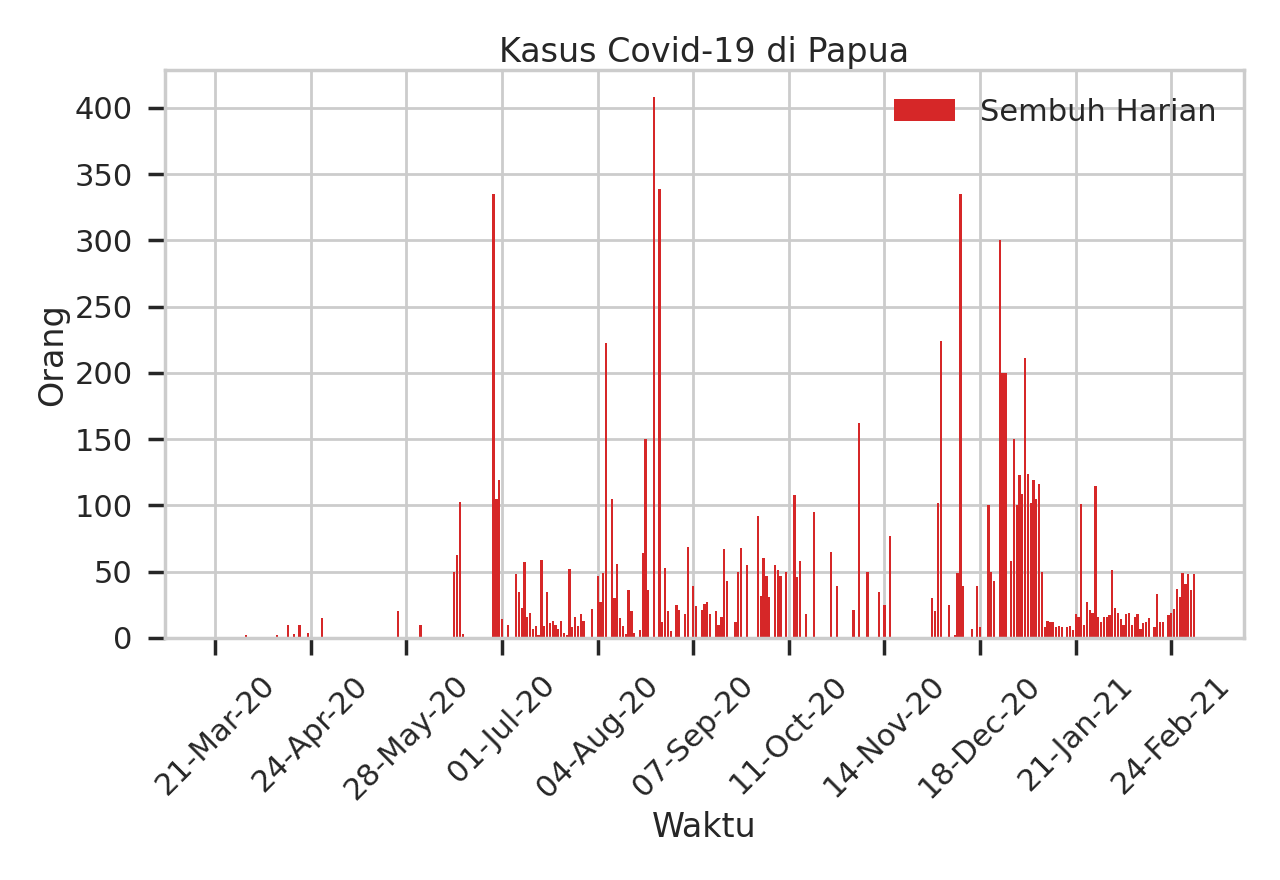 Kasus Covid-19 di Papua
Sembuh Harian
Orang
400
350
300
250
200
150
100
50
0
21-Mar-20
24-Apr-20
28-May-20
01-Jul-20
04-Aug-20
07-Sep-20
11-Oct-20
14-Nov-20
18-Dec-20
21-Jan-21
24-Feb-21
Waktu